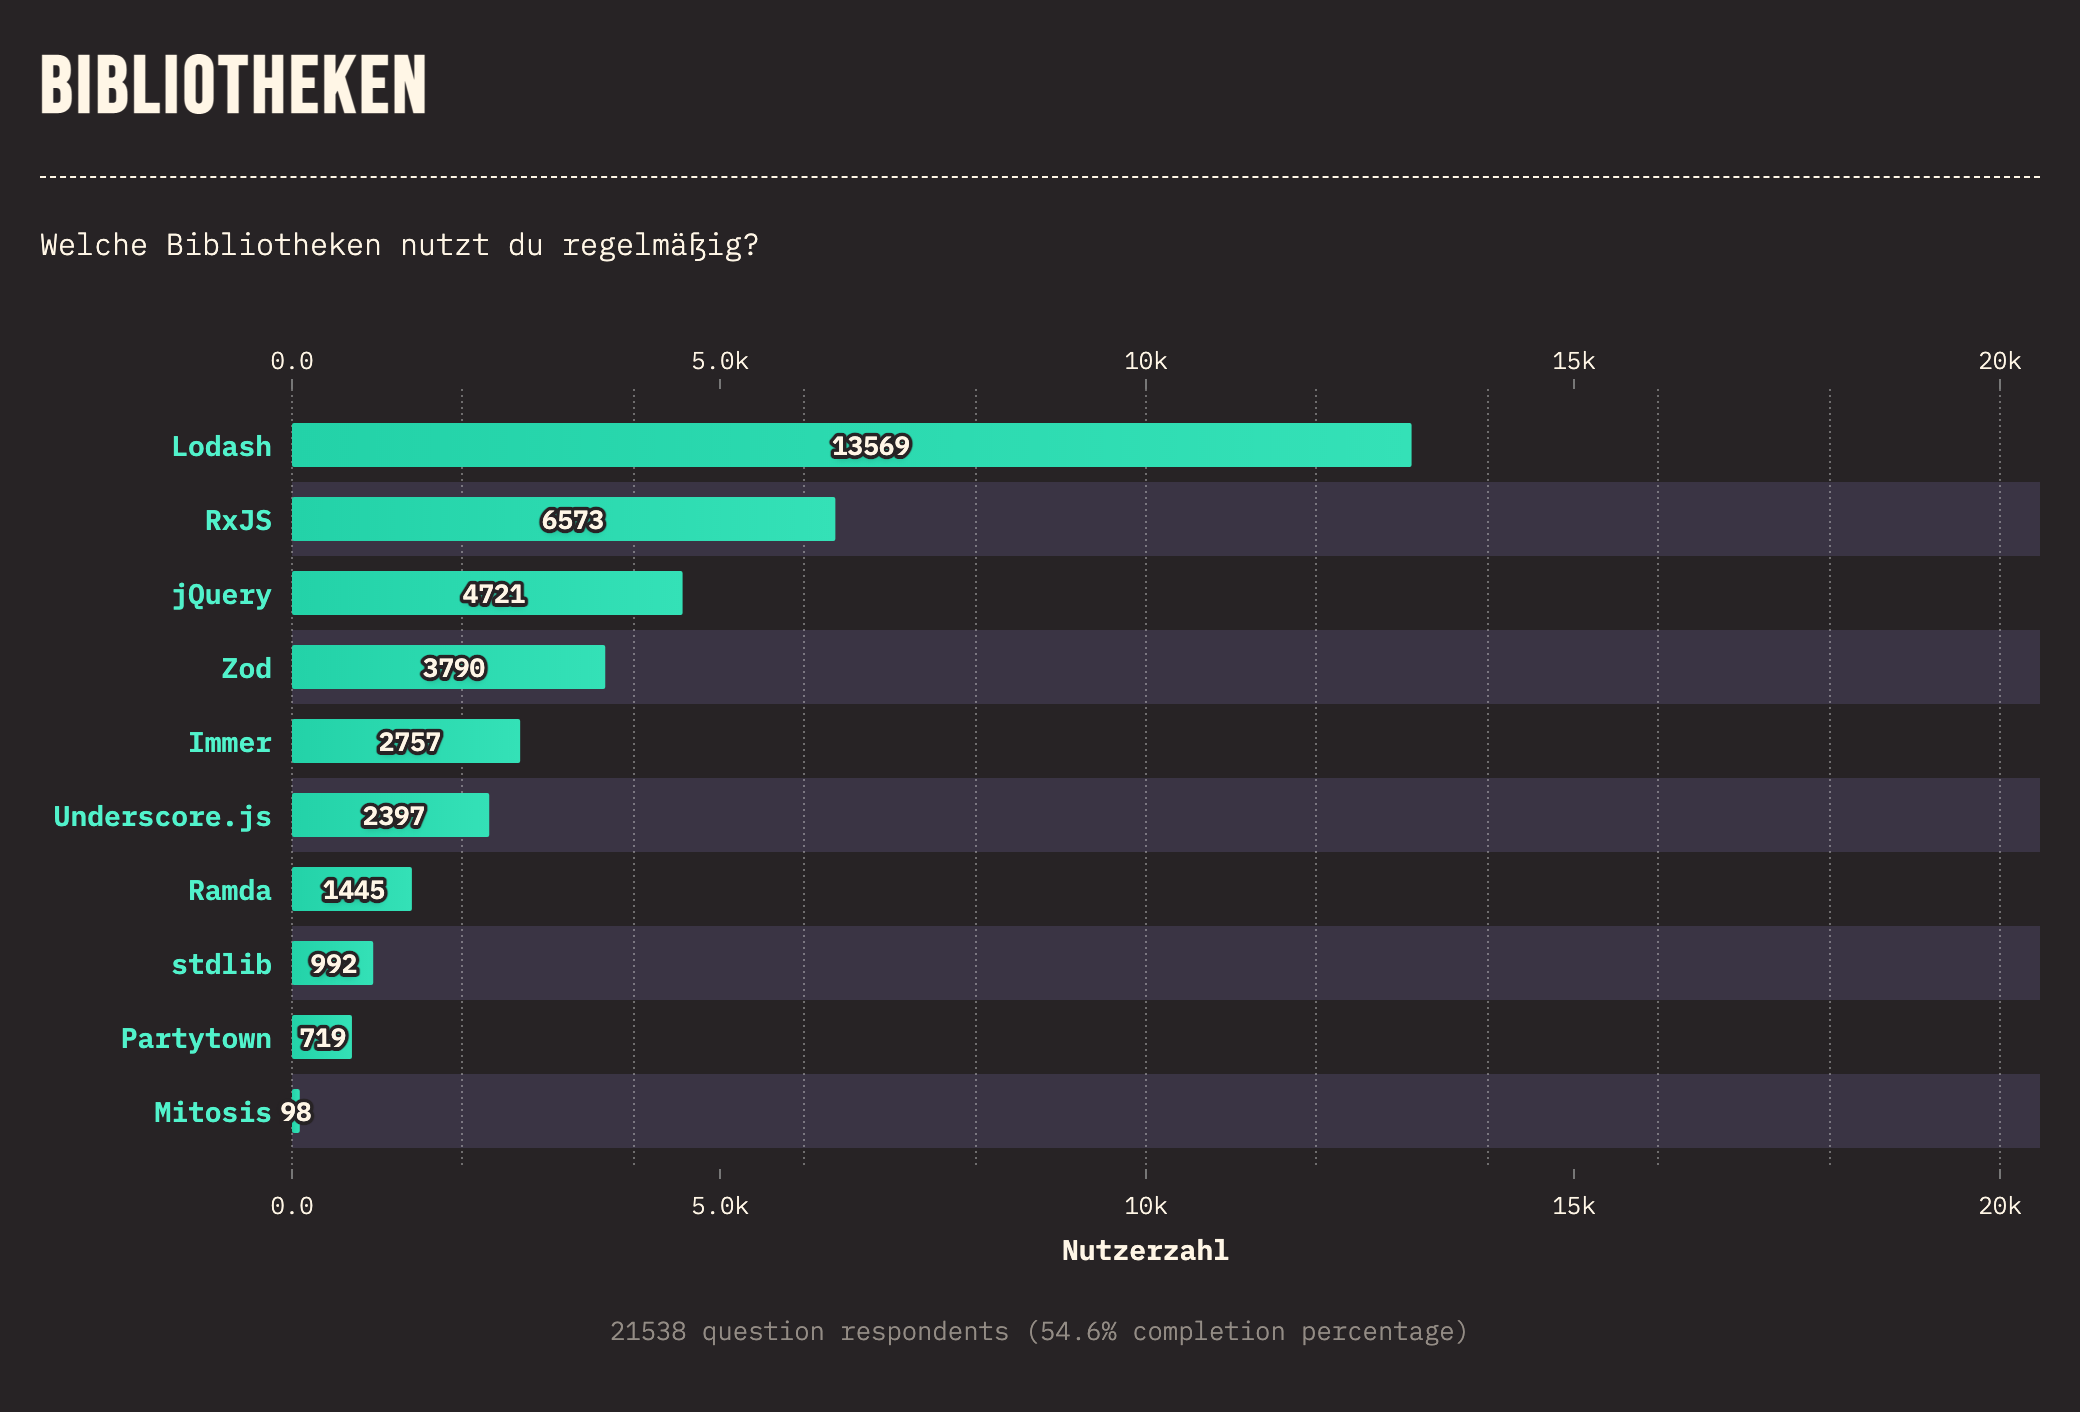 BIBLIOTHEKEN
Welche Bibliotheken nutzt du regelmäßig?
0.0 5.0k 10k 15k 20k
Lodash 13569
RxJS 6573
jQuery 4721
Zod 3790
Immer 2757
Underscore.js 2397
Ramda 1445
stdlib 992
Partytown 719
Mitosis 98
0.0 5.0k 10k 15k 20k
Nutzerzahl
21538 question respondents (54.6% completion percentage)